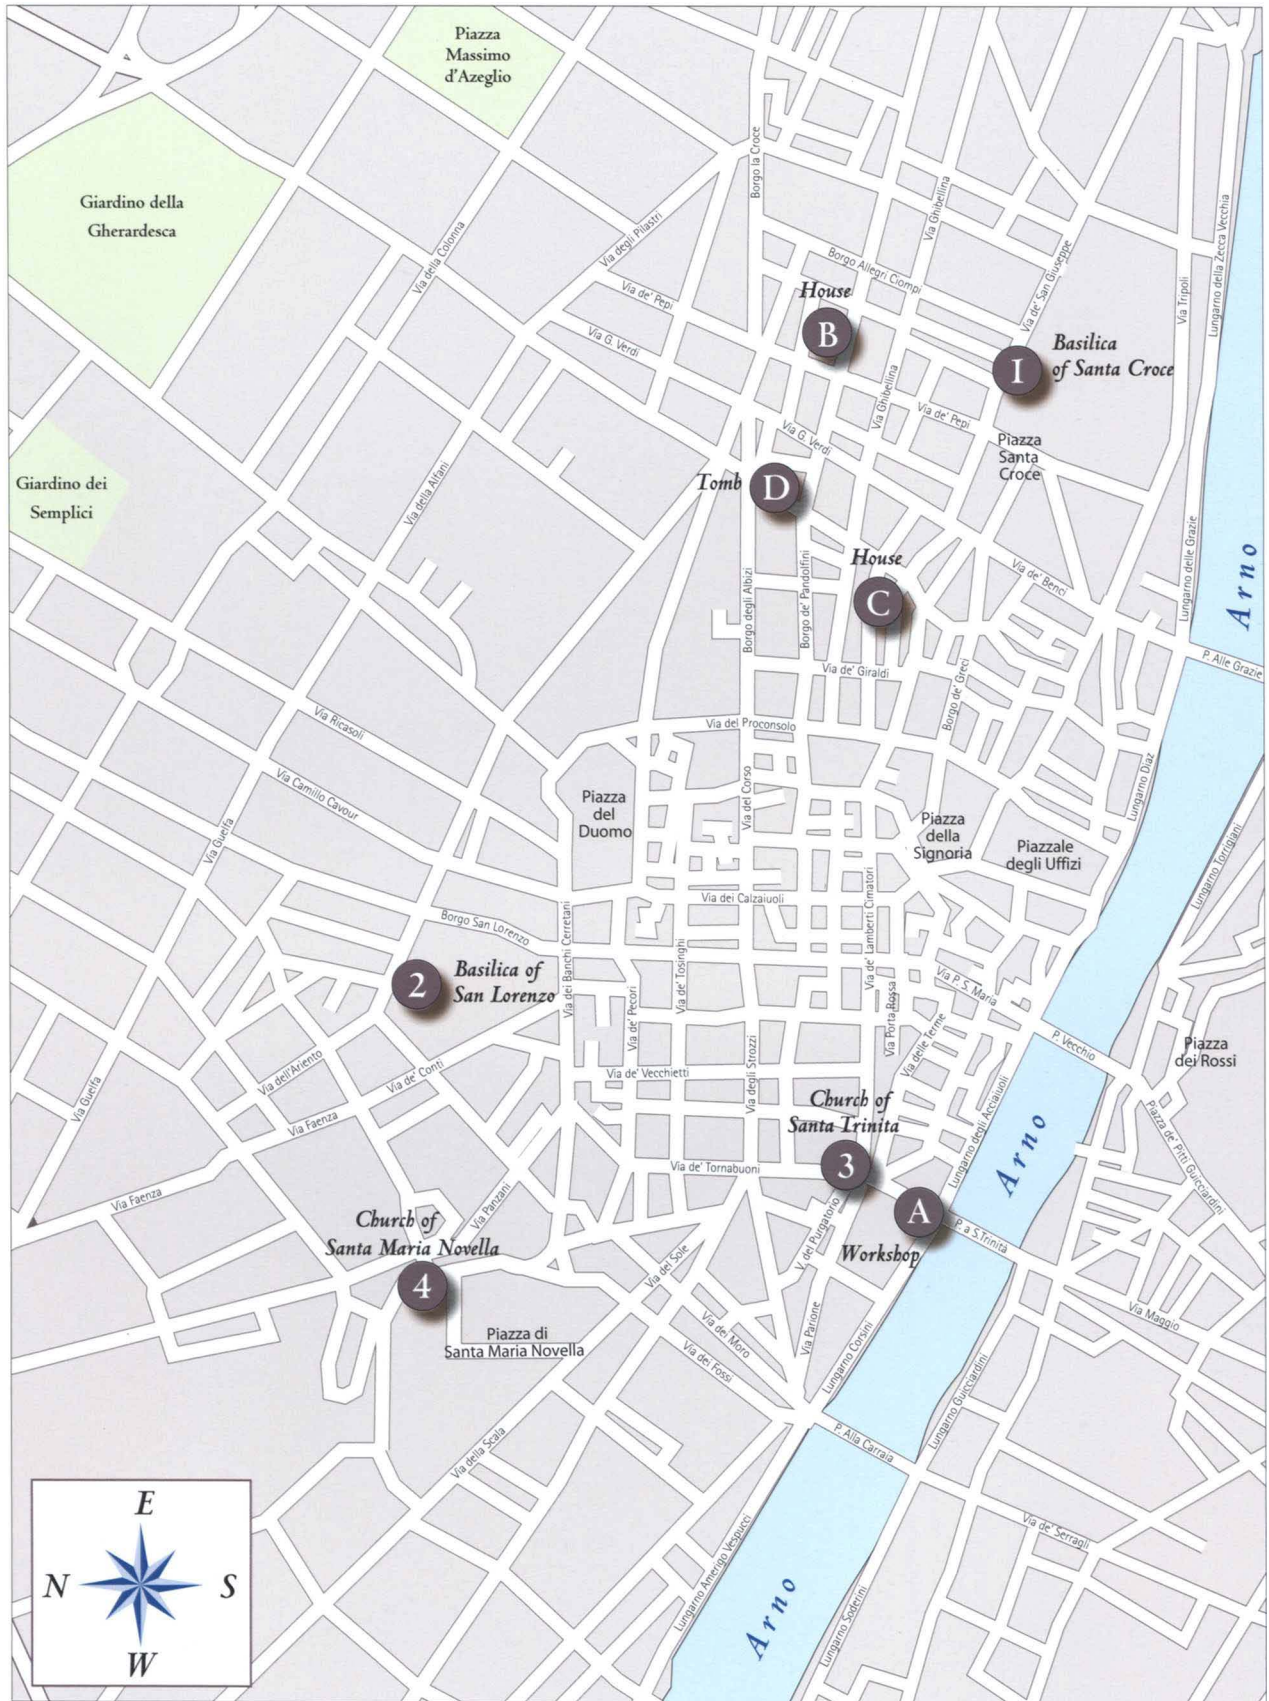 Piazza
Massimo
d'Azeglio
Giardino della
Gherardesca
Borgo la Croce
Via Ghibellina
Via degli Pilastri
Via della Colonna
Lungarno della Zecca Vecchia
Via de' San Giuseppe
Borgo Allegri Ciompi
Via Tripoli
Via de' Pepi
House
B
Via G. Verdi
Basilica
of Santa Croce
I
Via Ghibellina
Via de' Pepi
Via G. Verdi
Piazza
Santa
Croce
Giardino dei
Semplici
Via della Alfani
Tomb
D
Lungarno delle Grazie
Arno
House
C
Borgo degli Albizi
Borgo de' Pandolfini
Via de' Benci
P. Alle Grazie
Via de' Giraldi
Borgo de' Greci
Via Ricasoli
Via del Proconsolo
Via Camillo Cavour
Via del Corso
Lungarno Diaz
Piazza
del
Duomo
Via Guelfa
Piazza
della
Signoria
Piazzale
degli Uffizi
Lungarno Torrigiani
Via dei Calzaiuoli
Via de' Lamberti Cimatori
Borgo San Lorenzo
Via dei Banchi Cerretani
Via de' Tosinghi
2
Basilica of
San Lorenzo
Via de' Pecori
Via P. S. Maria
Via Porta Rossa
Via delle Terme
P. Vecchio
Piazza
dei Rossi
Via dell'Ariento
Via de' Conti
Via Guelfa
Via de' Vecchietti
Via degli Strozzi
Church of
Santa Trinita
3
Lungarno degli Acciaiuoli
Arno
Piazza de' Pitti Guicciardini
Via Faenza
Via Faenza
Via de' Tornabuoni
Via Panzani
A
Workshop
P. a S.Trinità
V. del Purgatorio
Church of
Santa Maria Novella
4
Via del Sole
Via Maggio
Piazza di
Santa Maria Novella
Via dei Moro
Via dei Fossi
Via Parione
Lungarno Corsini
Lungarno Guicciardini
P. Alla Carraia
Via della Scala
Via de' Serragli
Lungarno Amerigo Vespucci
Arno
Lungarno Soderini
E
N
S
W